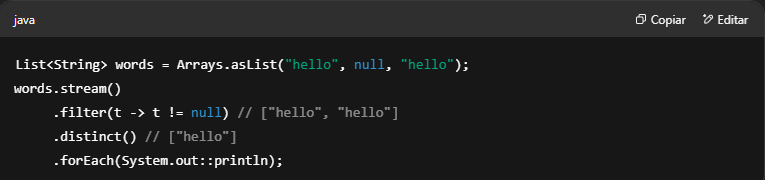 java Copiar Editar
List<String> words = Arrays.asList("hello", null, "hello");
words.stream()
.filter(t -> t != null) // ["hello", "hello"]
.distinct() // ["hello"]
.forEach(System.out::println);